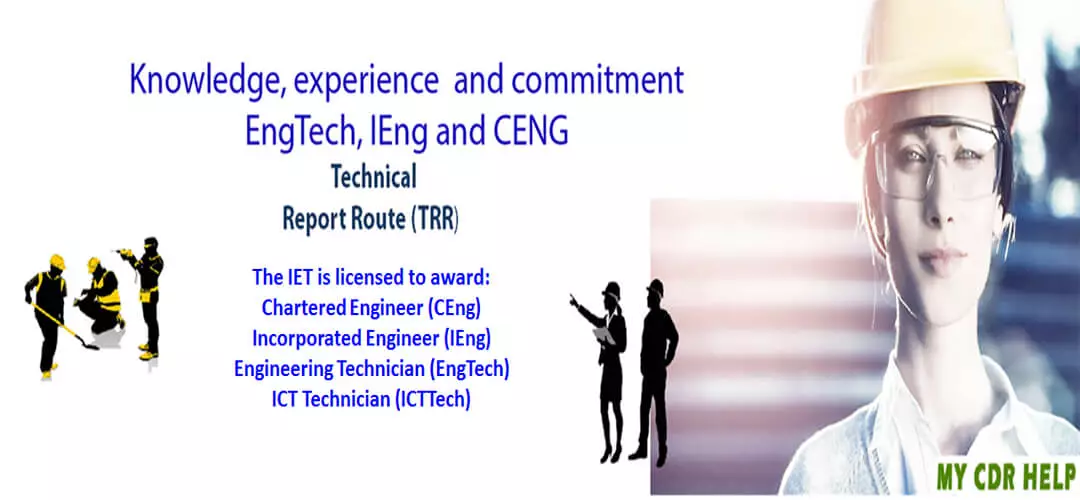 Knowledge, experience and commitment
EngTech, IEng and CENG
Technical
Report Route (TRR)
The IET is licensed to award:
Chartered Engineer (CEng)
Incorporated Engineer (IEng)
Engineering Technician (EngTech)
ICT Technician (ICTTech)
MY CDR HELP